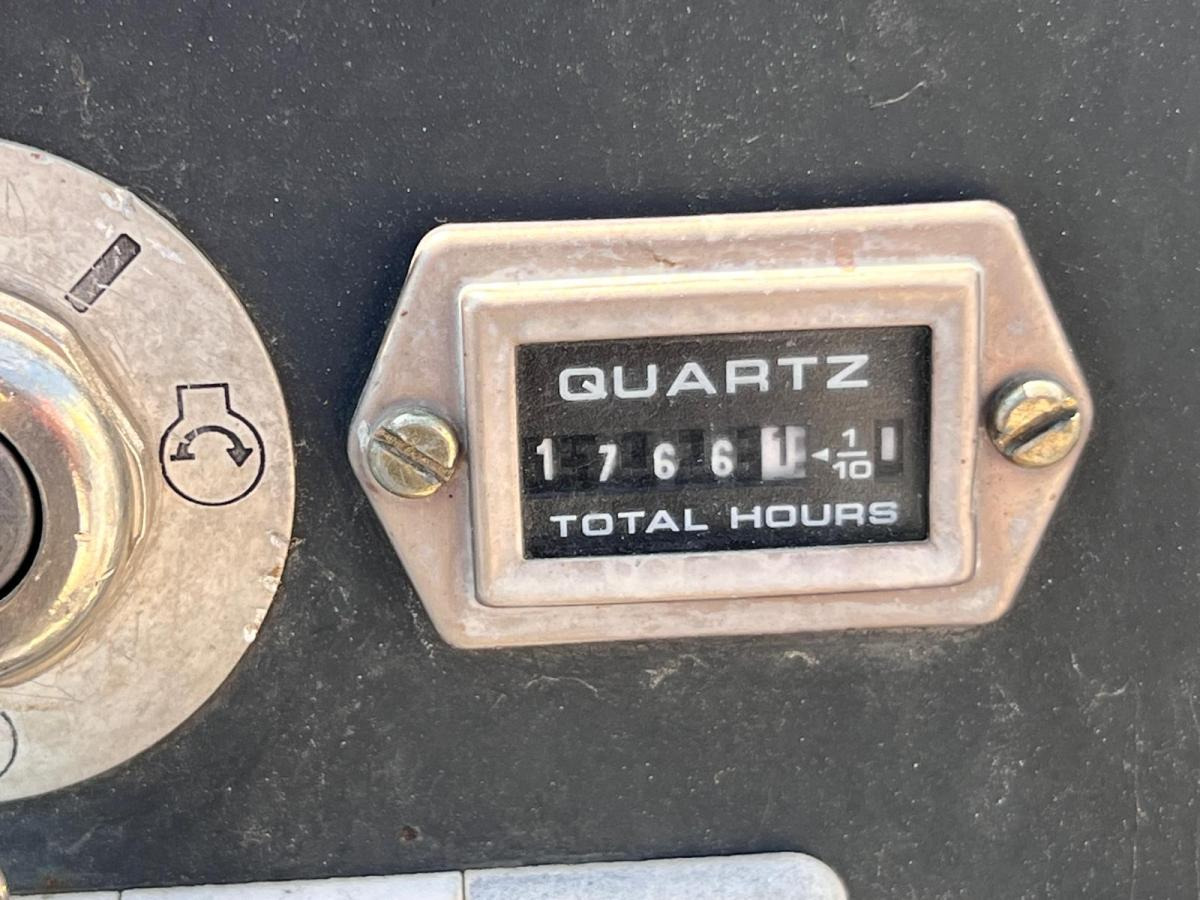 QUARTZ
1 7 6 6 1 ◂ 1/10
TOTAL HOURS